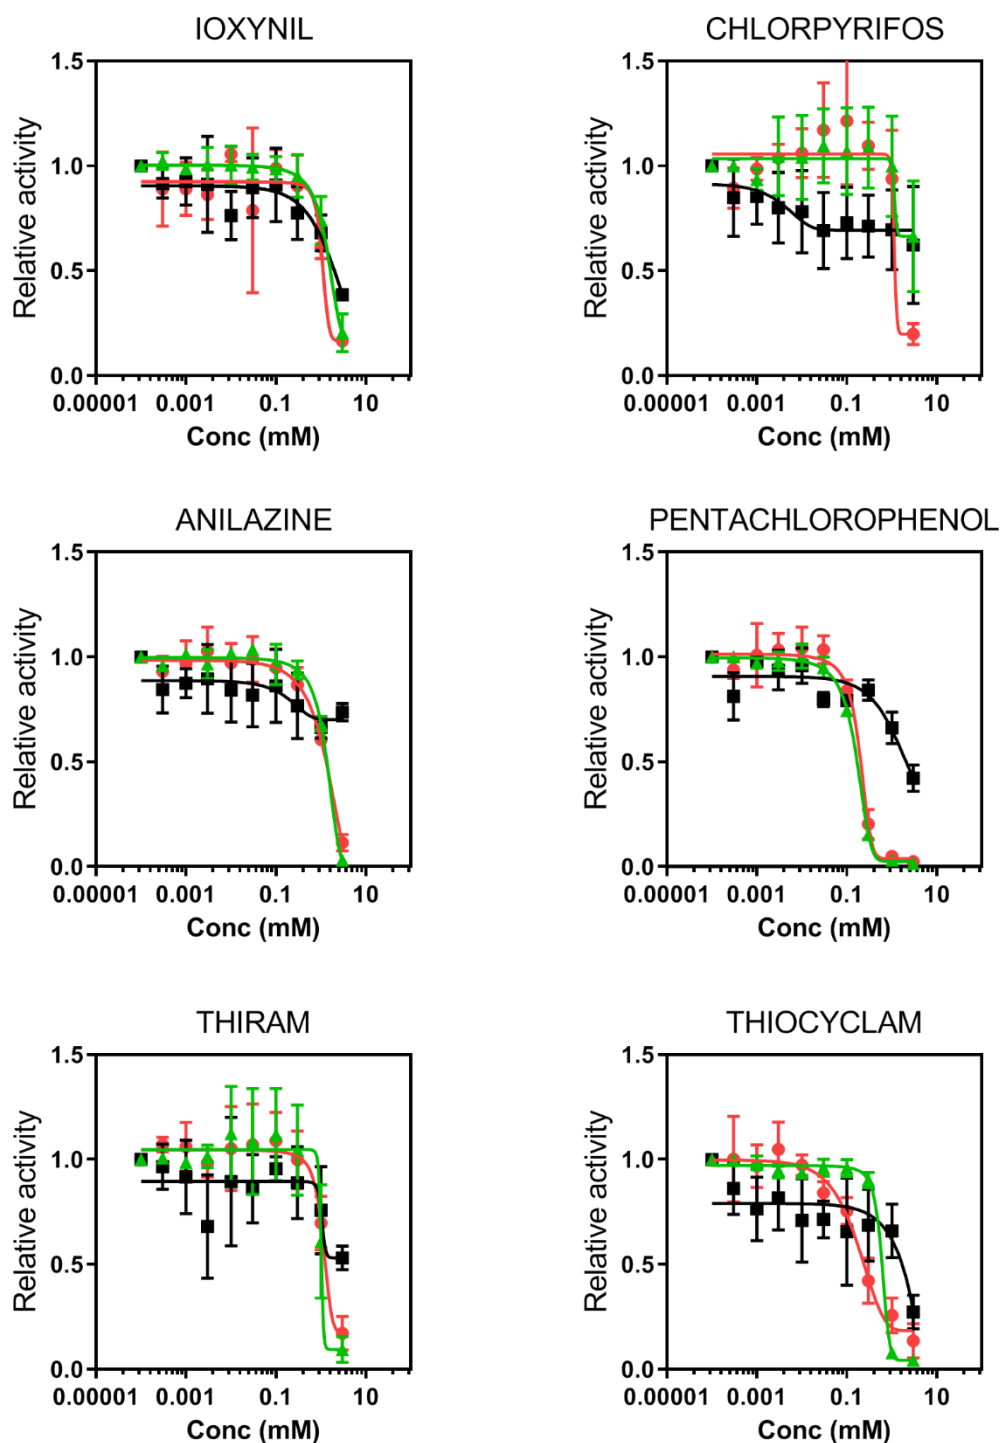 IOXYNIL
1.5
1.0
0.5
0.0
Relative activity
0.00001 0.001 0.1 10
Conc (mM)
CHLORPYRIFOS
1.5
1.0
0.5
0.0
Relative activity
0.00001 0.001 0.1 10
Conc (mM)
ANILAZINE
1.5
1.0
0.5
0.0
Relative activity
0.00001 0.001 0.1 10
Conc (mM)
PENTACHLOROPHENOL
1.5
1.0
0.5
0.0
Relative activity
0.00001 0.001 0.1 10
Conc (mM)
THIRAM
1.5
1.0
0.5
0.0
Relative activity
0.00001 0.001 0.1 10
Conc (mM)
THIOCYCLAM
1.5
1.0
0.5
0.0
Relative activity
0.00001 0.001 0.1 10
Conc (mM)